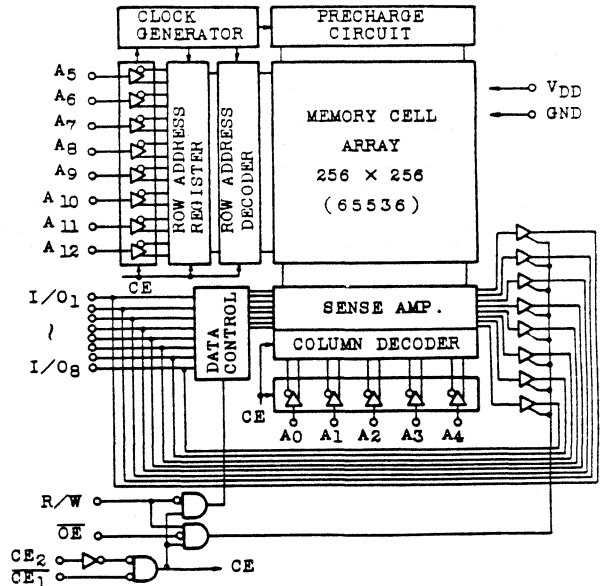 CLOCK
GENERATOR
PRECHARGE
CIRCUIT
A5
A6
A7
A8
A9
A10
A11
A12
ROW ADDRESS
REGISTER
ROW ADDRESS
DECODER
MEMORY CELL
ARRAY
256 × 256
(65536)
VDD
GND
CE
I/O1
~
I/O8
DATA
CONTROL
SENSE AMP.
COLUMN DECODER
CE
A0 A1 A2 A3 A4
R/W
O̅E̅
CE2
C̅E̅1
CE